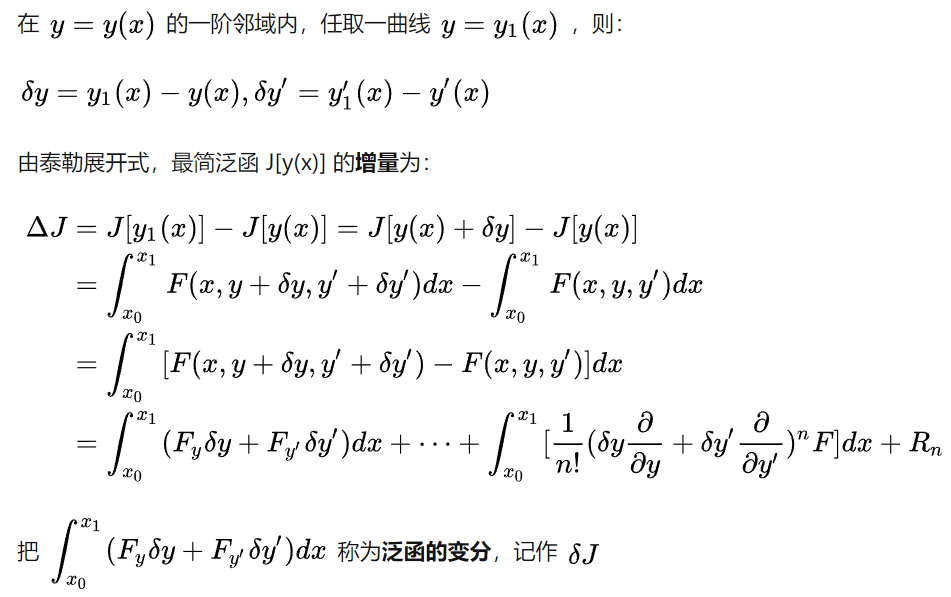 在 $y = y(x)$ 的一阶邻域内，任取一曲线 $y = y_1(x)$ ，则：
$\delta y = y_1(x) - y(x), \delta y' = y_1'(x) - y'(x)$
由泰勒展开式，最简泛函 J[y(x)] 的增量为：
$\Delta J = J[y_1(x)] - J[y(x)] = J[y(x) + \delta y] - J[y(x)]$
$= \int_{x_0}^{x_1} F(x, y + \delta y, y' + \delta y')dx - \int_{x_0}^{x_1} F(x, y, y')dx$
$= \int_{x_0}^{x_1} [F(x, y + \delta y, y' + \delta y') - F(x, y, y')]dx$
$= \int_{x_0}^{x_1} (F_y \delta y + F_{y'} \delta y')dx + \cdots + \int_{x_0}^{x_1} [\frac{1}{n!}(\delta y \frac{\partial}{\partial y} + \delta y' \frac{\partial}{\partial y'})^n F]dx + R_n$
把 $\int_{x_0}^{x_1} (F_y \delta y + F_{y'} \delta y')dx$ 称为泛函的变分，记作 $\delta J$